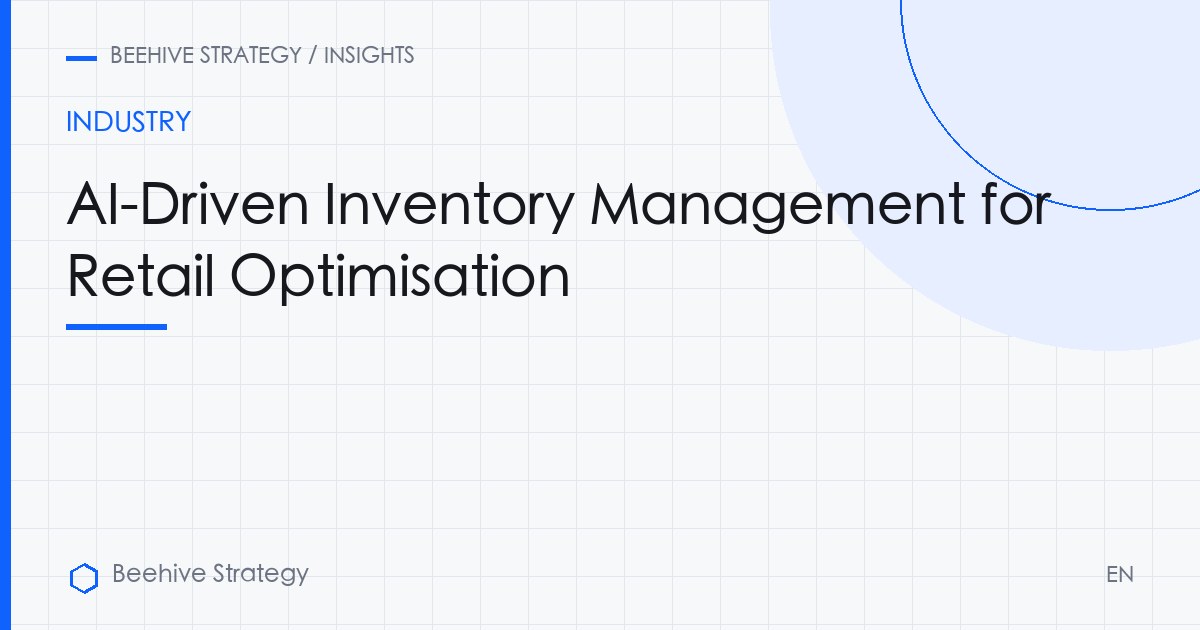 BEEHIVE STRATEGY / INSIGHTS
INDUSTRY
AI-Driven Inventory Management for
Retail Optimisation
Beehive Strategy
EN